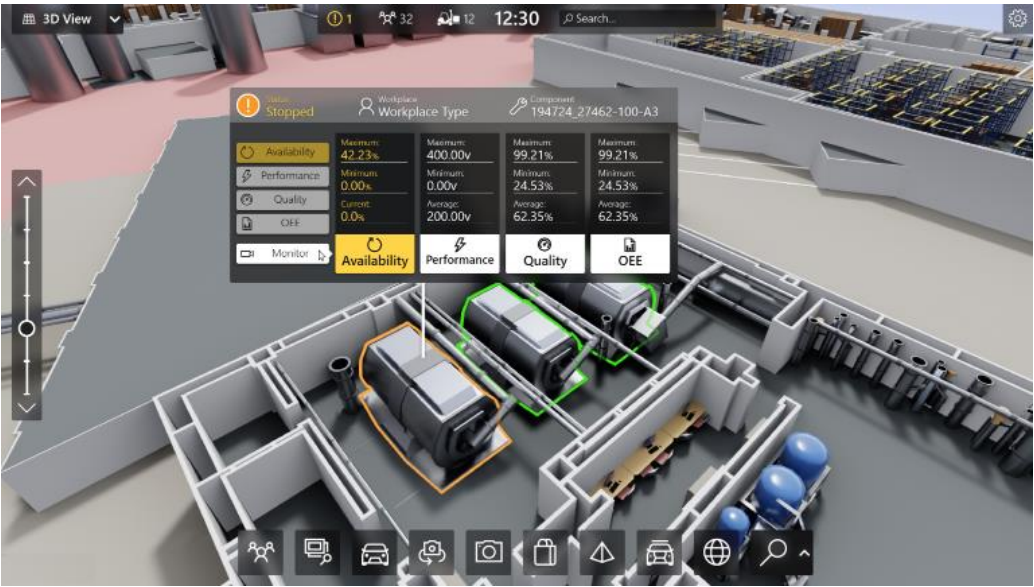 3D View
1
32
12
12:30
Search...
Status
Stopped
Workplace
Workplace Type
Component
194724_27462-100-A3
Availability
Performance
Quality
OEE
Monitor
Maximum:
42.23%
Minimum:
0.00%
Current:
0.0%
Availability
Maximum:
400.00v
Minimum:
0.00v
Average:
200.00v
Performance
Maximum:
99.21%
Minimum:
24.53%
Average:
62.35%
Quality
Maximum:
99.21%
Minimum:
24.53%
Average:
62.35%
OEE